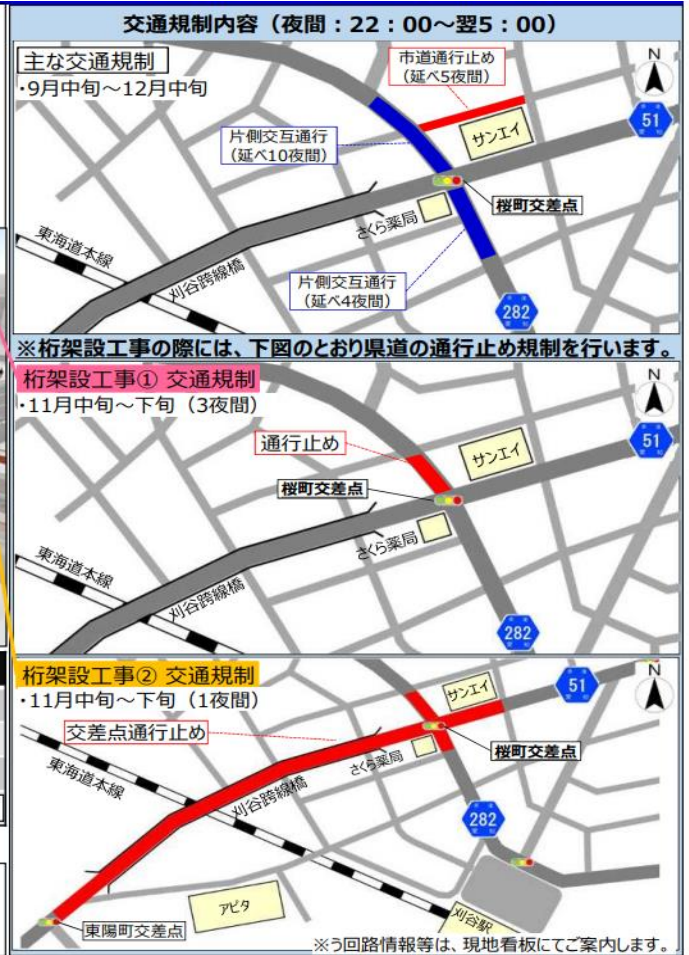 交通規制内容（夜間：22：00～翌5：00）
主な交通規制
・9月中旬～12月中旬
市道通行止め
（延べ5夜間）
N
51
サンエイ
片側交互通行
（延べ10夜間）
桜町交差点
さくら薬局
東海道本線
刈谷跨線橋
片側交互通行
（延べ4夜間）
282
※桁架設工事の際には、下図のとおり県道の通行止め規制を行います。
桁架設工事① 交通規制
・11月中旬～下旬（3夜間）
N
通行止め
サンエイ
51
桜町交差点
さくら薬局
東海道本線
刈谷跨線橋
282
桁架設工事② 交通規制
・11月中旬～下旬（1夜間）
サンエイ
51
N
交差点通行止め
桜町交差点
さくら薬局
東海道本線
刈谷跨線橋
282
アピタ
刈谷駅
東陽町交差点
※う回路情報等は、現地看板にてご案内します。